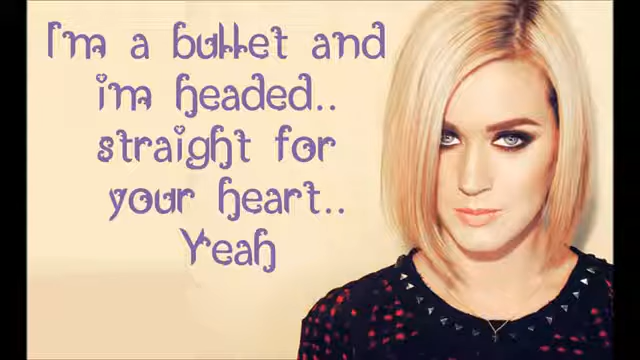 I'm a bullet and
i'm headed..
straight for
your heart..
Yeah